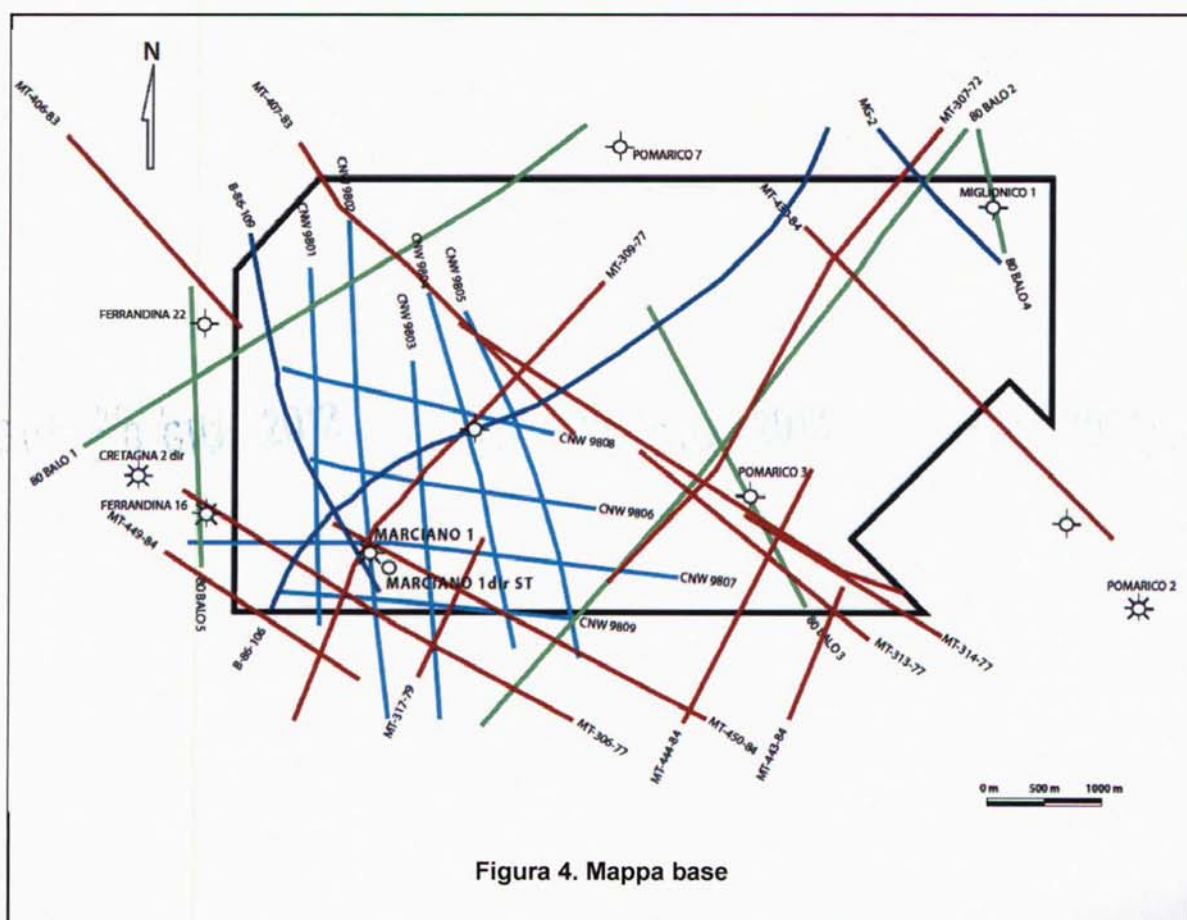 N
MT-406-83
MT-407-83
MG-2
MT-307-72
80 BALO 2
POMARICO 7
CNW 9802
B-86-109
CNW 9801
MT-430-84
MIGLIONICO 1
CNW 9804
CNW 9805
MT-309-77
80 BALO 4
FERRANDINA 22
CNW 9803
80 BALO 1
CNW 9808
CRETAGNA 2 dir
POMARICO 3
FERRANDINA 16
CNW 9806
MT-449-84
MARCIANO 1
MARCIANO 1 dir ST
CNW 9807
80 BALO 5
POMARICO 2
CNW 9809
80 BALO 3
B-86-106
MT-313-77
MT-314-77
MT-317-79
MT-306-77
MT-450-84
MT-444-84
MT-443-84
0 m 500 m 1000 m
Figura 4. Mappa base